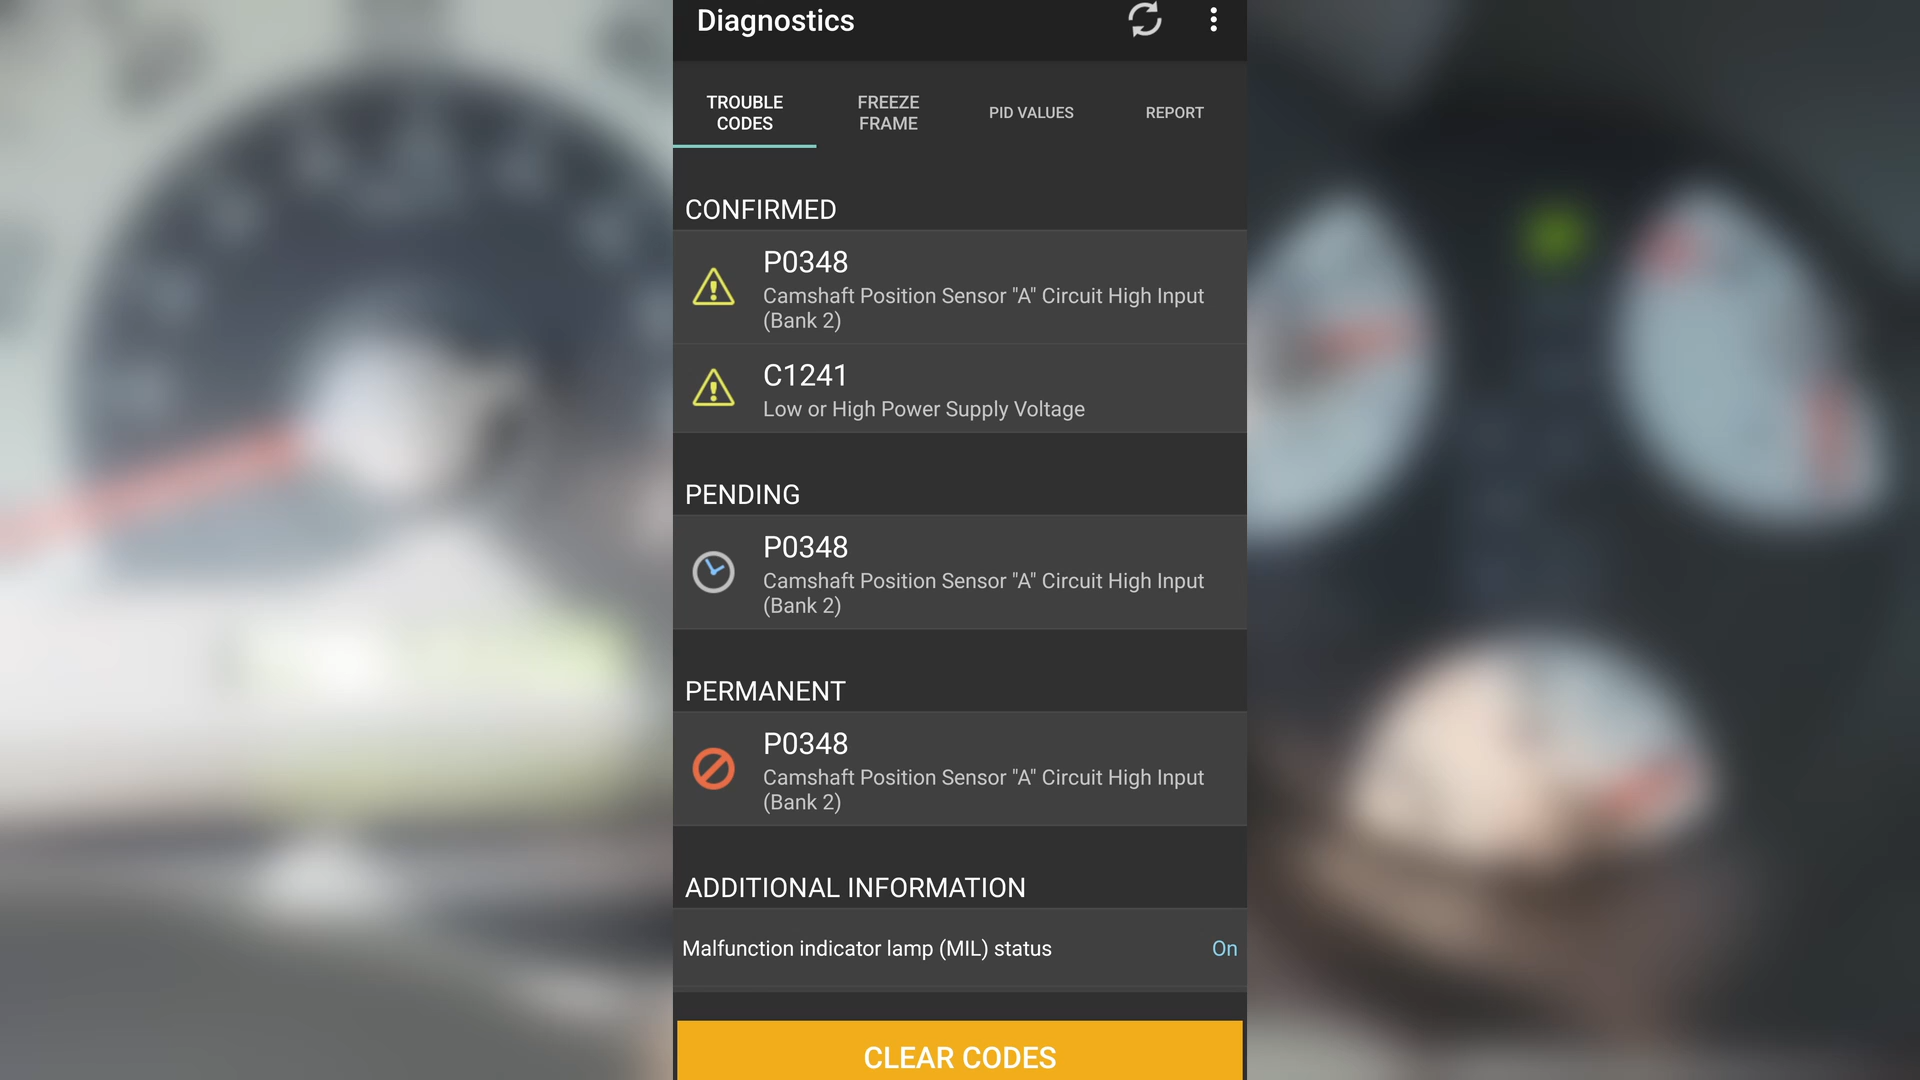 Diagnostics
TROUBLE
CODES
FREEZE
FRAME
PID VALUES
REPORT
CONFIRMED
P0348
Camshaft Position Sensor "A" Circuit High Input
(Bank 2)
C1241
Low or High Power Supply Voltage
PENDING
P0348
Camshaft Position Sensor "A" Circuit High Input
(Bank 2)
PERMANENT
P0348
Camshaft Position Sensor "A" Circuit High Input
(Bank 2)
ADDITIONAL INFORMATION
Malfunction indicator lamp (MIL) status
On
CLEAR CODES